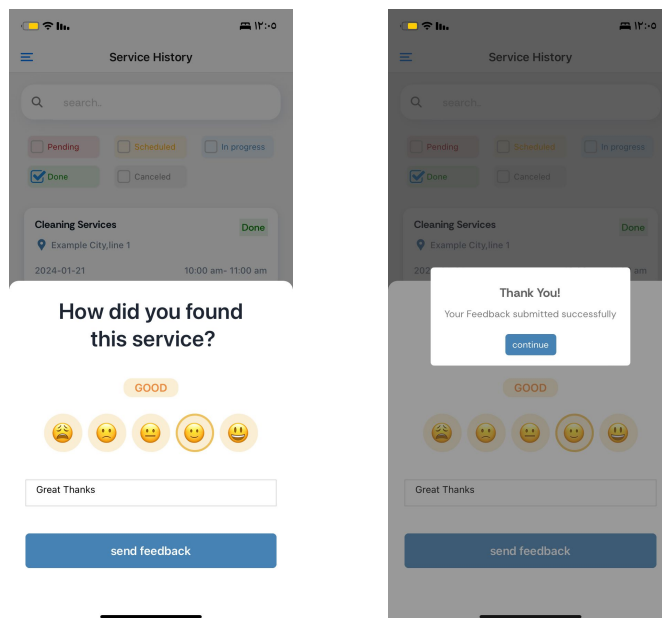 ١٢:٠٥
Service History
search..
Pending
Scheduled
In progress
Done
Canceled
Cleaning Services
Done
Example City,line 1
2024-01-21
10:00 am- 11:00 am
How did you found
this service?
GOOD
Great Thanks
send feedback
١٢:٠٥
Service History
search..
Pending
Scheduled
In progress
Done
Canceled
Cleaning Services
Done
Example City,line 1
am
Thank You!
Your Feedback submitted successfully
continue
GOOD
Great Thanks
send feedback